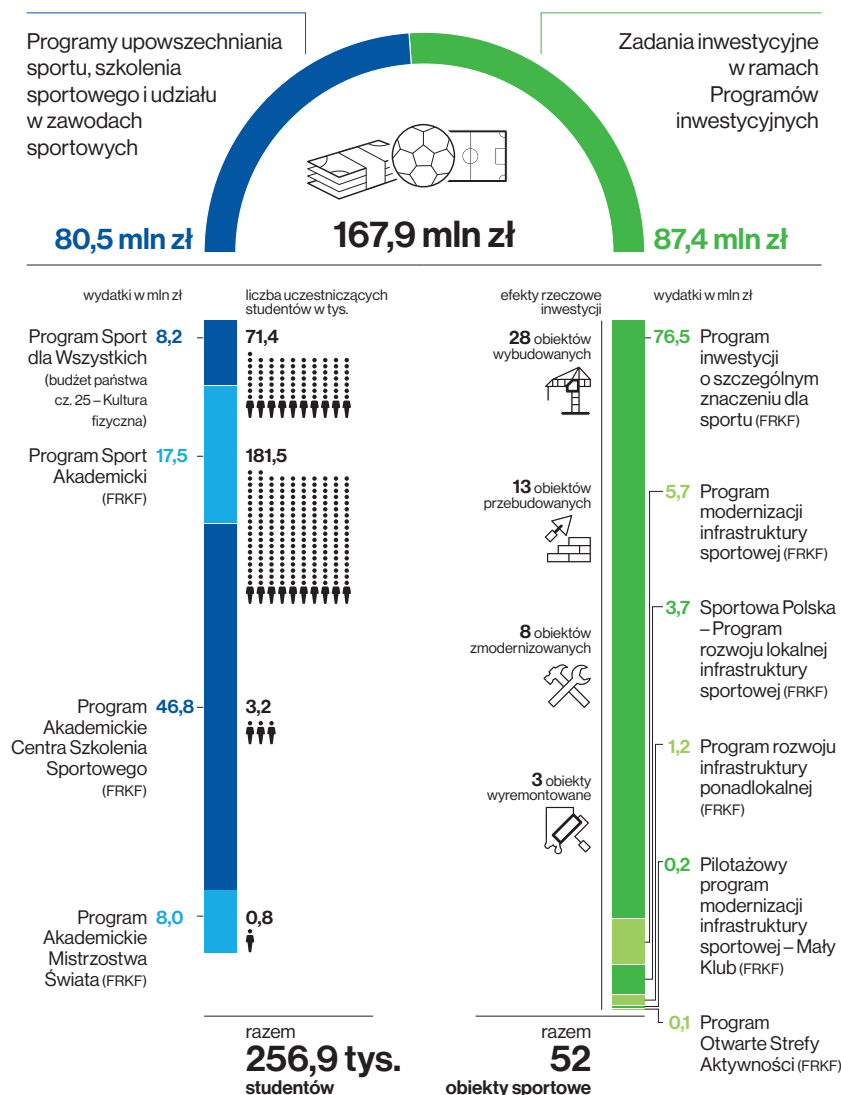 Programy upowszechniania
sportu, szkolenia
sportowego i udziału
w zawodach
sportowych
80,5 mln zł
167,9 mln zł
Zadania inwestycyjne
w ramach
Programów
inwestycyjnych
87,4 mln zł
wydatki w mln zł
liczba uczestniczących
studentów w tys.
Program Sport
dla Wszystkich
(budżet państwa
cz. 25 – Kultura
fizyczna)
8,2
71,4
Program Sport
Akademicki
(FRKF)
17,5
181,5
Program
Akademickie
Centra Szkolenia
Sportowego
(FRKF)
46,8
3,2
Program
Akademickie
Mistrzostwa
Świata (FRKF)
8,0
0,8
razem
256,9 tys.
studentów
efekty rzeczowe
inwestycji
wydatki w mln zł
28 obiektów
wybudowanych
13 obiektów
przebudowanych
8 obiektów
zmodernizowanych
3 obiekty
wyremontowane
razem
52
obiekty sportowe
76,5
Program
inwestycji
o szczególnym
znaczeniu dla
sportu (FRKF)
5,7
Program
modernizacji
infrastruktury
sportowej (FRKF)
3,7
Sportowa Polska
– Program
rozwoju lokalnej
infrastruktury
sportowej (FRKF)
1,2
Program rozwoju
infrastruktury
ponadlokalnej
(FRKF)
0,2
Pilotażowy
program
modernizacji
infrastruktury
sportowej – Mały
Klub (FRKF)
0,1
Program
Otwarte Strefy
Aktywności (FRKF)